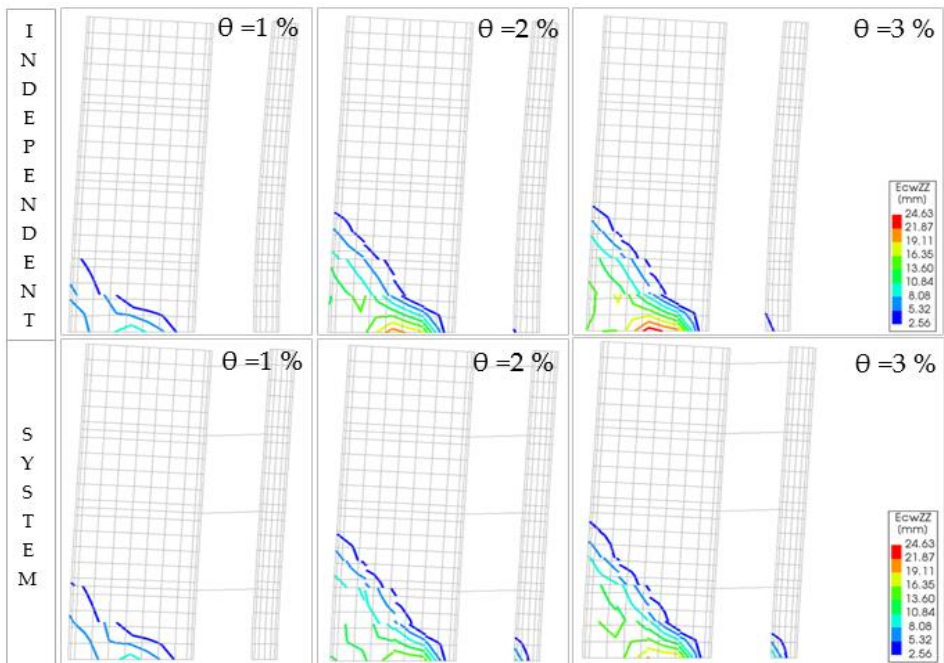 INDEPENDENT
θ =1 %
θ =2 %
θ =3 %
EcwZZ
(mm)
24.63
21.87
19.11
16.35
13.60
10.84
8.08
5.32
2.56
SYSTEM
θ =1 %
θ =2 %
θ =3 %
EcwZZ
(mm)
24.63
21.87
19.11
16.35
13.60
10.84
8.08
5.32
2.56